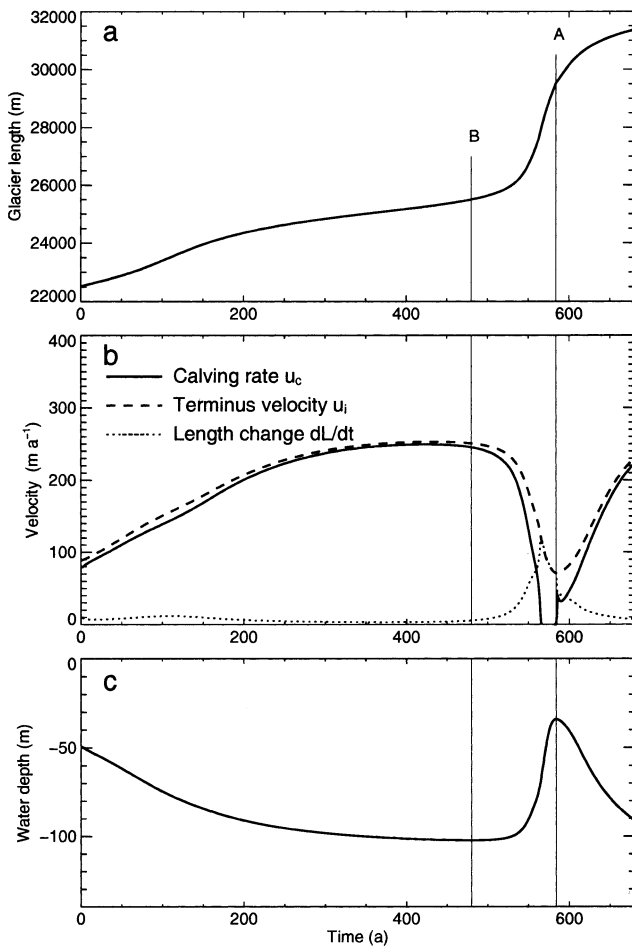 a
A
B
32000
30000
28000
26000
24000
22000
Glacier length (m)
0
200
400
600
b
Calving rate u_c
Terminus velocity u_i
Length change dL/dt
400
300
200
100
0
Velocity (m a⁻¹)
0
200
400
600
c
0
−50
−100
Water depth (m)
0
200
400
600
Time (a)